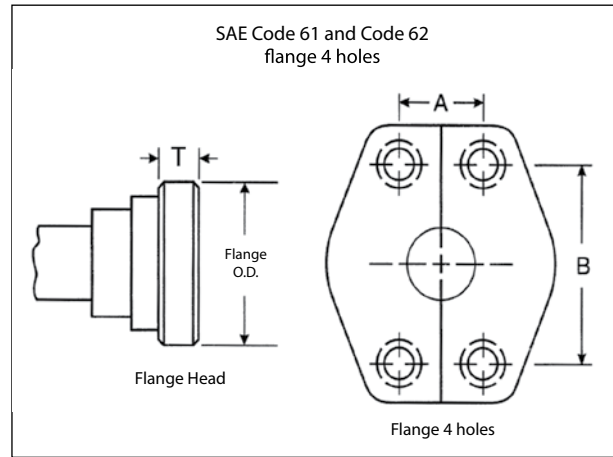 SAE Code 61 and Code 62
flange 4 holes
A
T
Flange
O.D.
B
Flange Head
Flange 4 holes